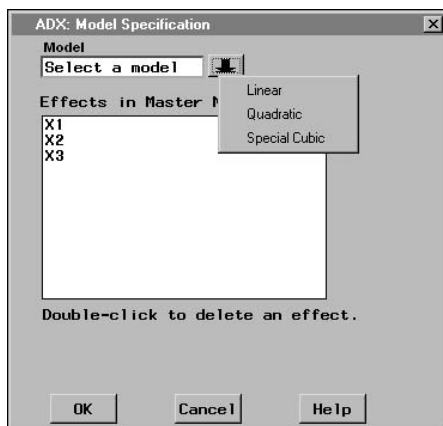 ADX: Model Specification
Model
Select a model
Linear
Quadratic
Special Cubic
Effects in Master
X1
X2
X3
Double-click to delete an effect.
OK
Cancel
Help